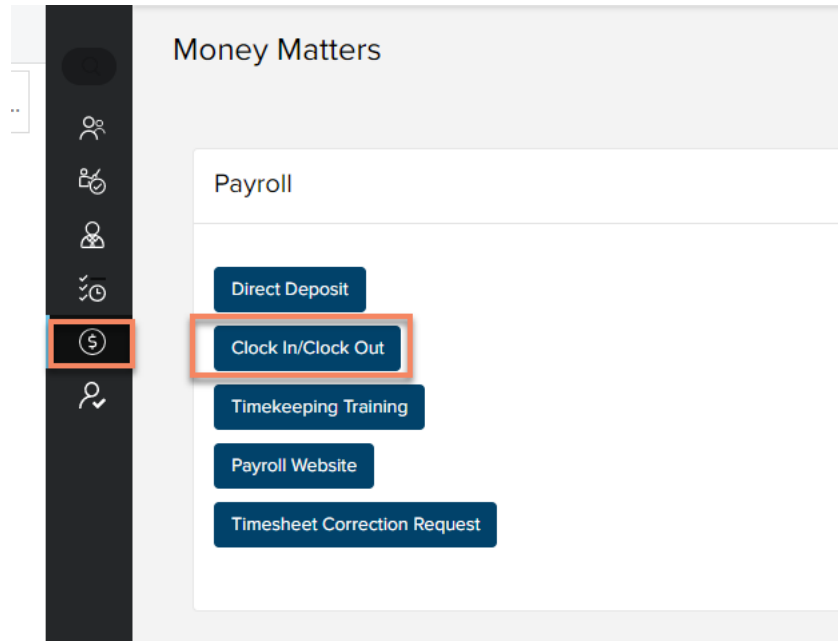 Money Matters
..
Payroll
Direct Deposit
$
Clock In/Clock Out
Timekeeping Training
Payroll Website
Timesheet Correction Request